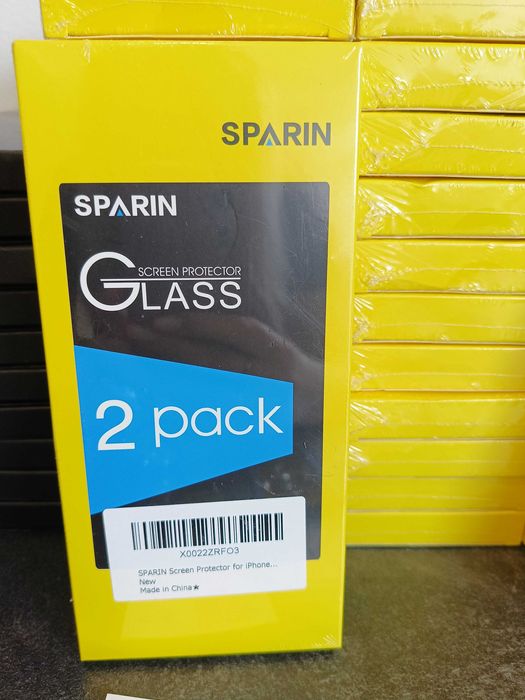 SPARIN
SPARIN
SCREEN PROTECTOR
GLASS
2 pack
X0022ZRFO3
SPARIN Screen Protector for iPhone...
New
Made in China★